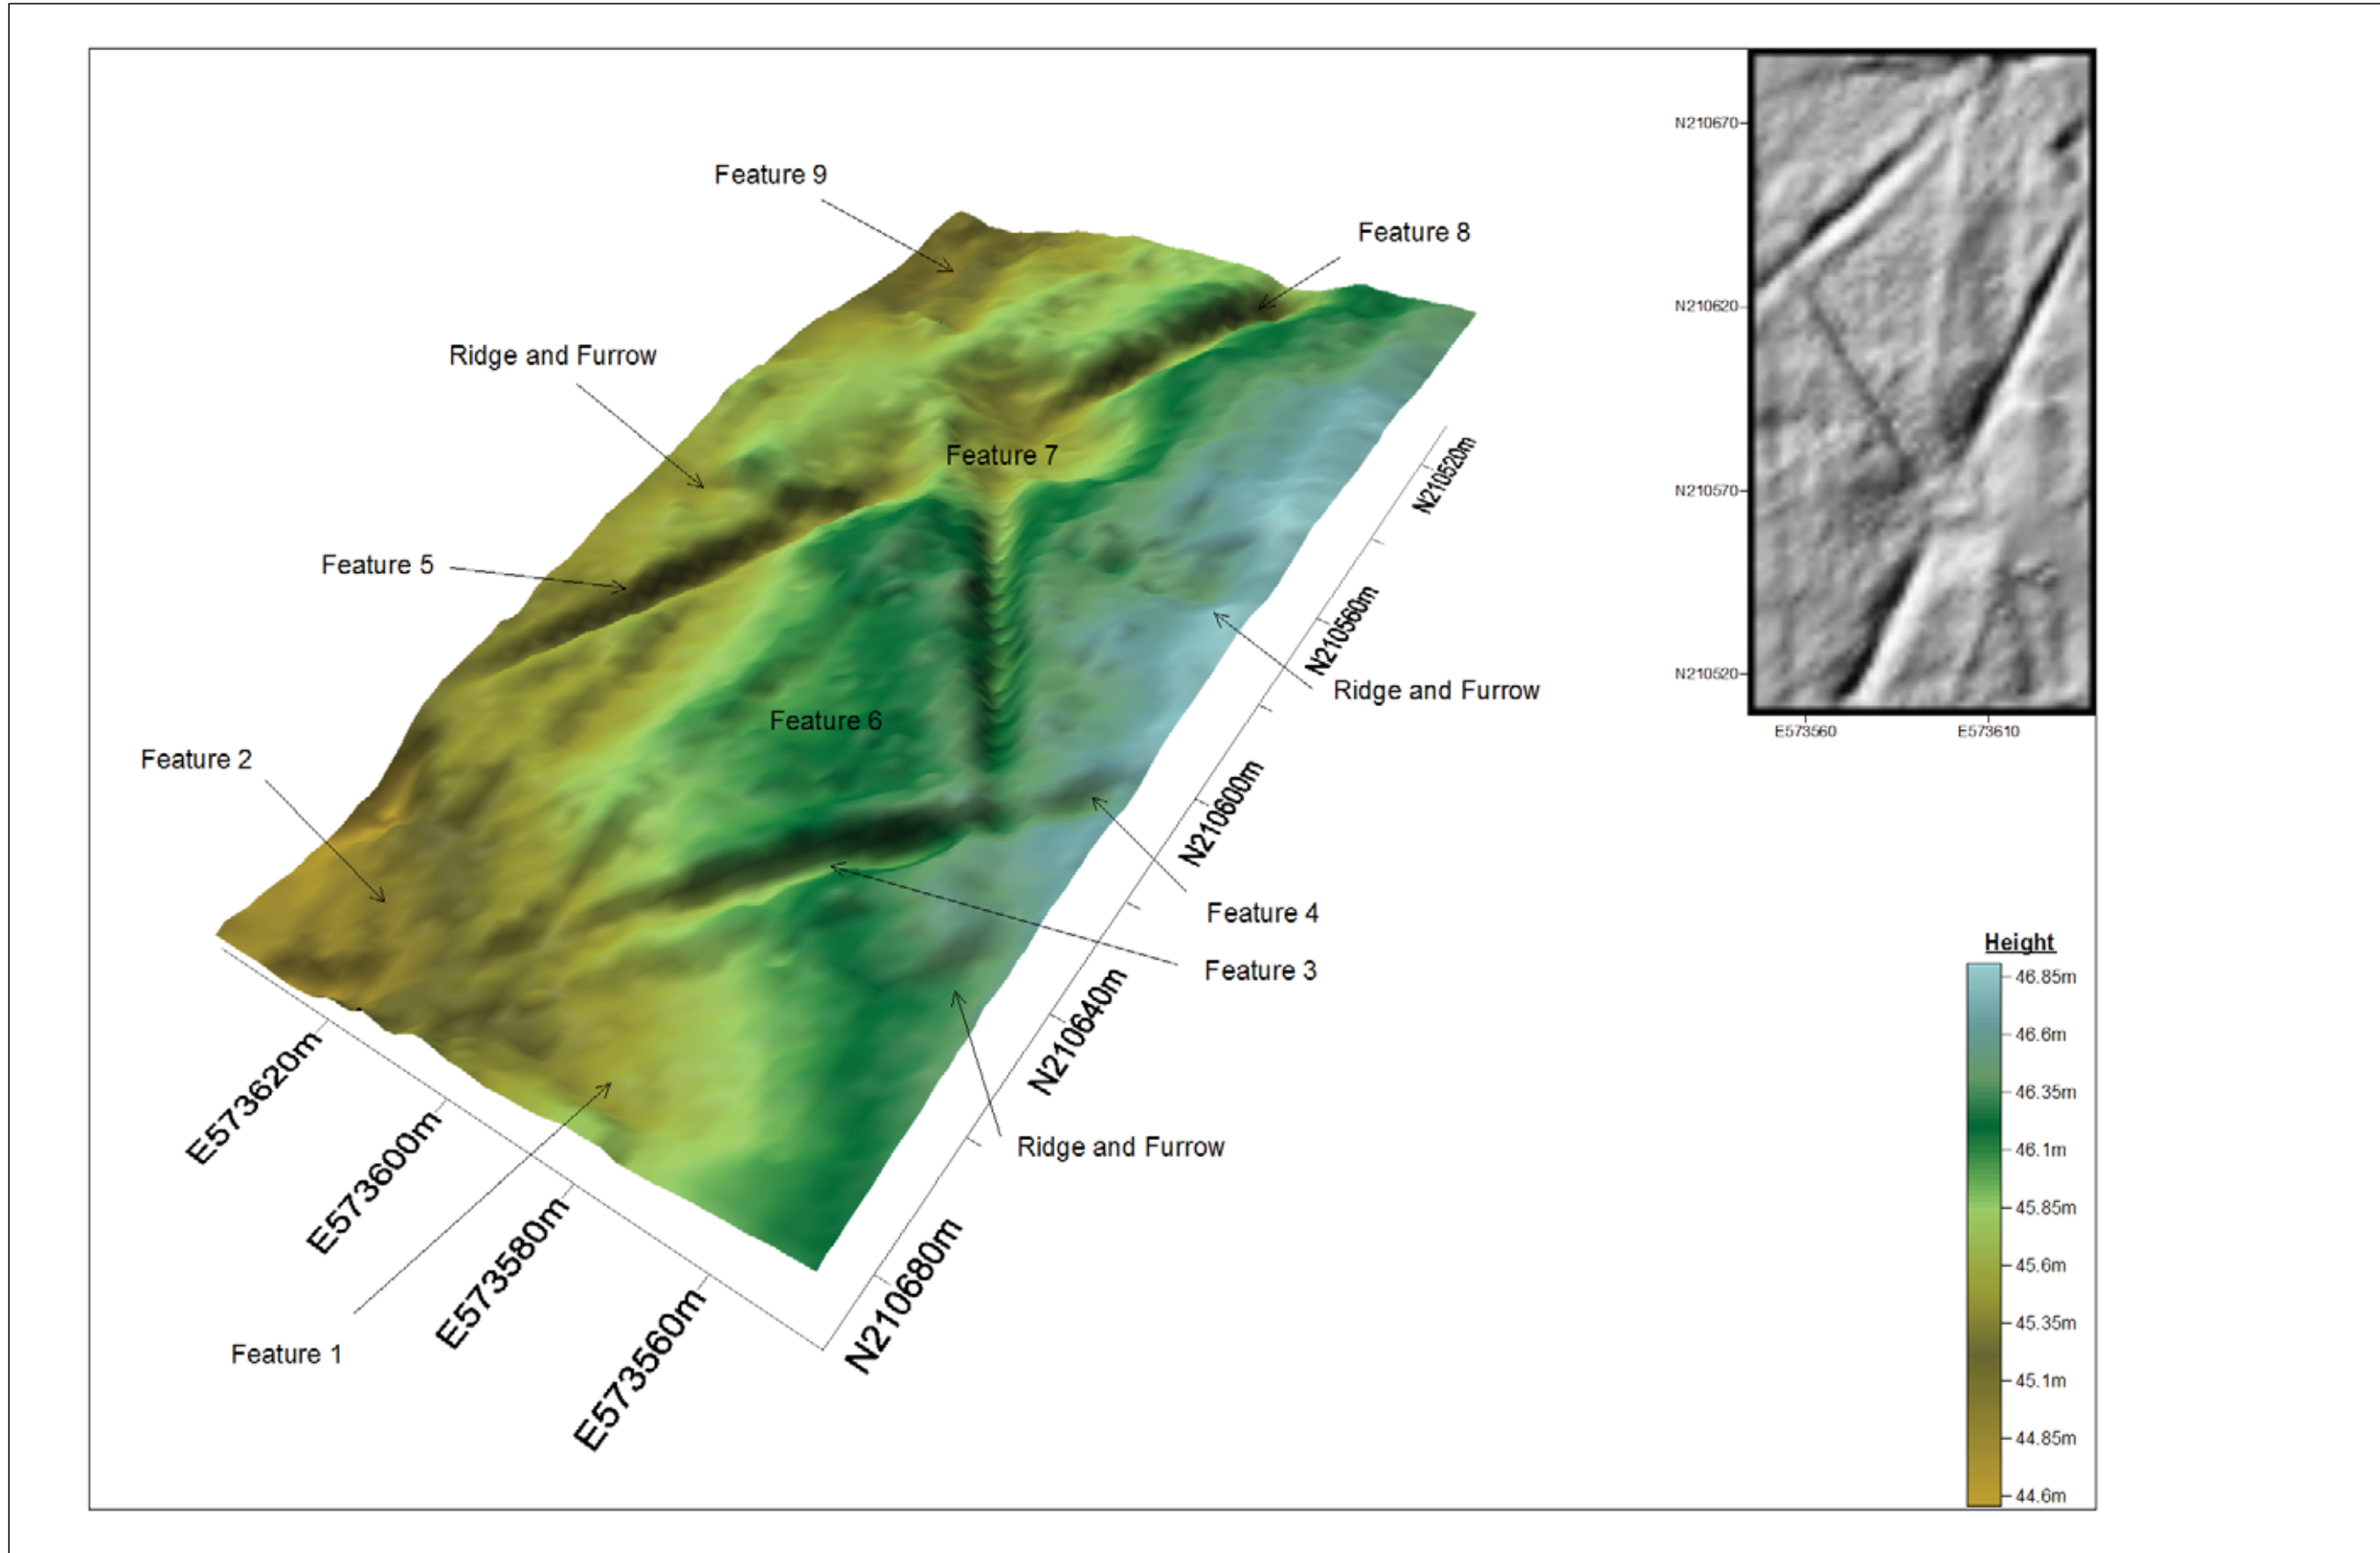 Feature 9
Feature 8
Ridge and Furrow
Feature 7
Feature 5
Feature 6
Ridge and Furrow
Feature 2
Feature 4
Feature 3
Ridge and Furrow
Feature 1
E573620m
E573600m
E573580m
E573560m
N210520m
N210560m
N210600m
N210640m
N210680m
N210670
N210620
N210570
N210520
E573560
E573610
Height
46.85m
46.6m
46.35m
46.1m
45.85m
45.6m
45.35m
45.1m
44.85m
44.6m